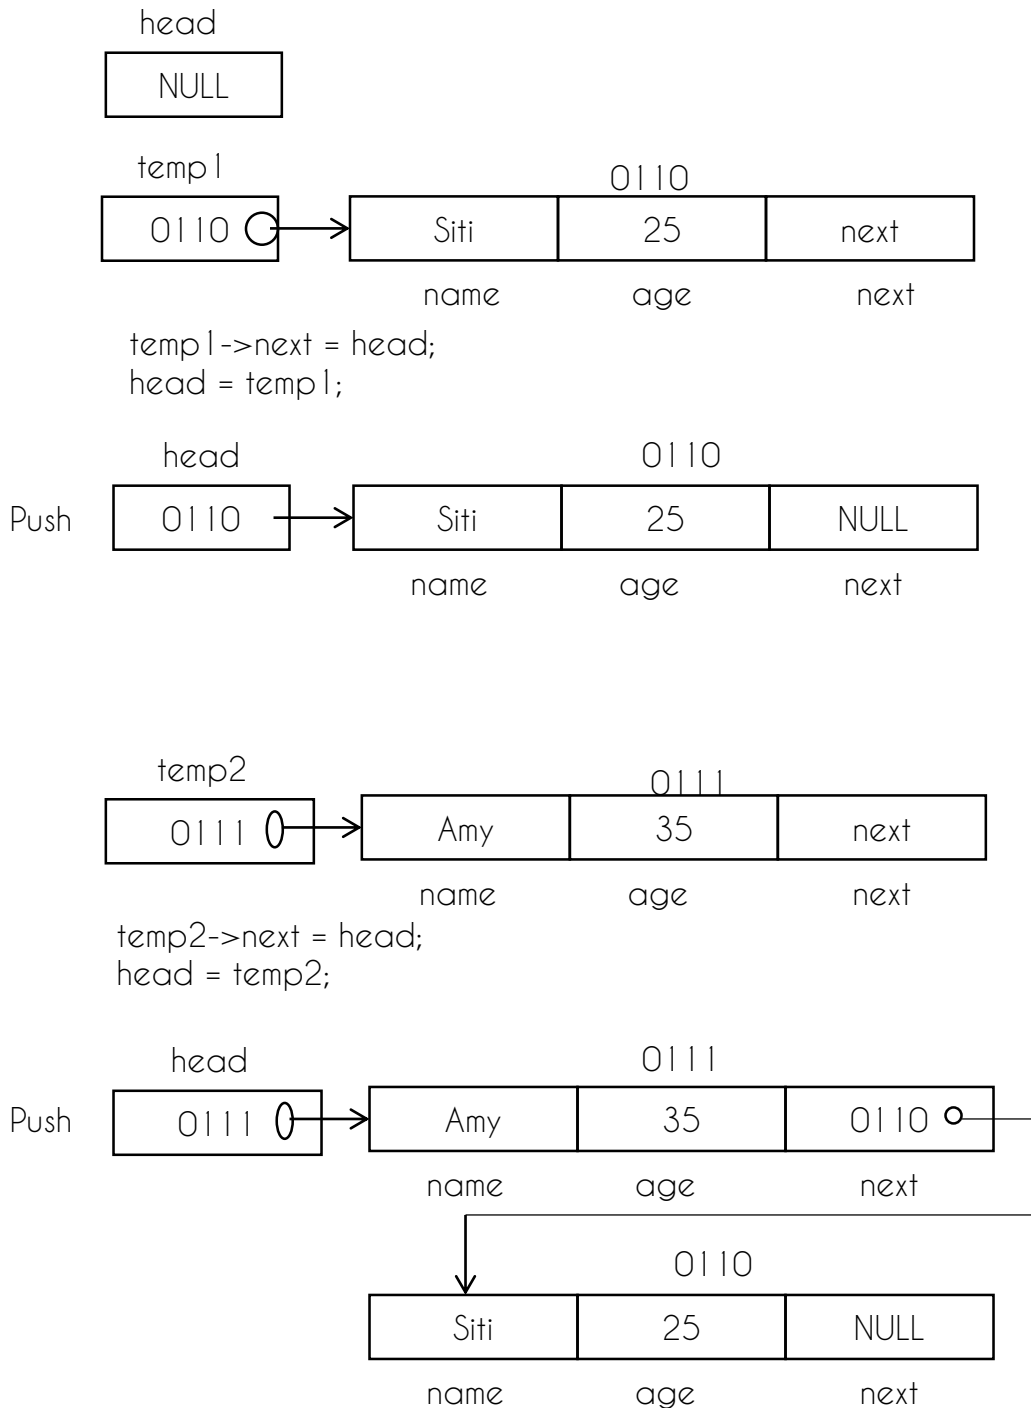 head
NULL
temp1
0110
0110 Siti 25 next
name age next
temp1->next = head;
head = temp1;
head
0110
Push 0110 Siti 25 NULL
name age next
temp2
0111
0111 Amy 35 next
name age next
temp2->next = head;
head = temp2;
head
0111
Push 0111 Amy 35 0110
name age next
0110
Siti 25 NULL
name age next